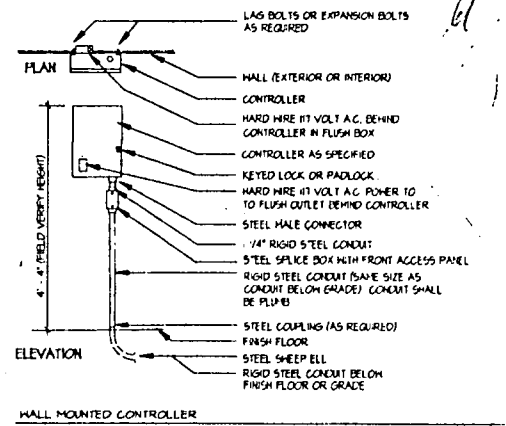 LAG BOLTS OR EXPANSION BOLTS
AS REQUIRED
PLAN
WALL (EXTERIOR OR INTERIOR)
CONTROLLER
HARD WIRE 117 VOLT A.C. BEHIND
CONTROLLER IN FLUSH BOX
CONTROLLER AS SPECIFIED
KEYED LOCK OR PADLOCK
HARD WIRE 117 VOLT A.C. POWER TO
TO FLUSH OUTLET BEHIND CONTROLLER
STEEL MALE CONNECTOR
1/4" RIGID STEEL CONDUIT
STEEL SPLICE BOX WITH FRONT ACCESS PANEL
RIGID STEEL CONDUIT (SAME SIZE AS
CONDUIT BELOW GRADE) CONDUIT SHALL
BE PLUMB
4' - 4" (FIELD VERIFY HEIGHT)
STEEL COUPLING (AS REQUIRED)
FINISH FLOOR
ELEVATION
STEEL SWEEP ELL
RIGID STEEL CONDUIT BELOW
FINISH FLOOR OR GRADE
WALL MOUNTED CONTROLLER